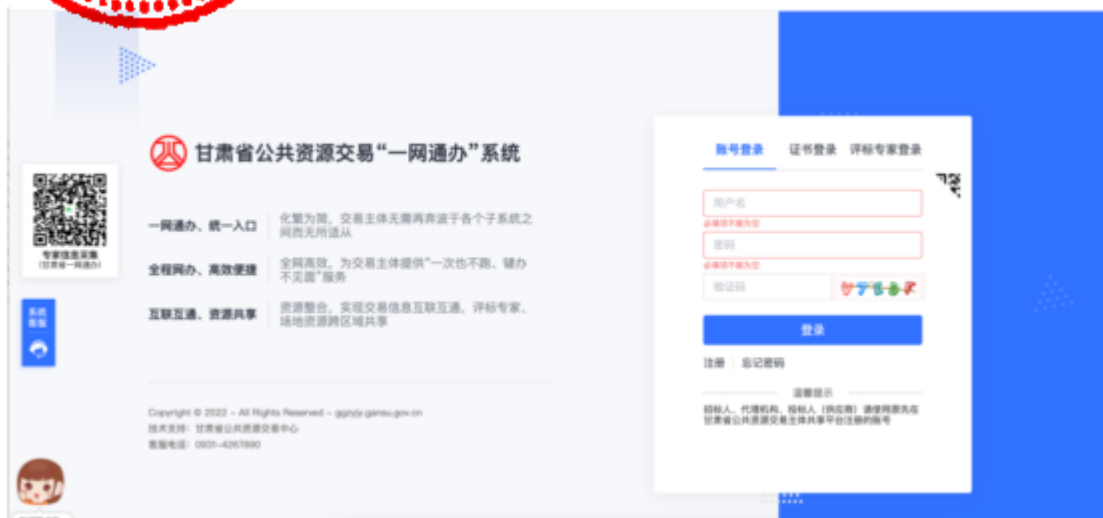 甘肃省公共资源交易“一网通办”系统
一网通办、统一入口
化繁为简，交易主体无需再奔波于各个子系统之
间而无所适从
全程网办、高效便捷
全网高效，为交易主体提供“一次也不跑、键办
不见面”服务
互联互通、资源共享
资源整合，实现交易信息互联互通，评标专家、
场地资源跨区域共享
Copyright © 2022 - All Rights Reserved - ggzyjy.gansu.gov.cn
技术支持：甘肃省公共资源交易中心
客服电话：0931-4267890
专家信息采集
(甘肃省一网通办)
系统
客服
账号登录 证书登录 评标专家登录
用户名
必填项不能为空
密码
必填项不能为空
验证码
登录
注册 忘记密码
温馨提示
招标人、代理机构、投标人（供应商）请使用原先在
甘肃省公共资源交易主体共享平台注册的账号